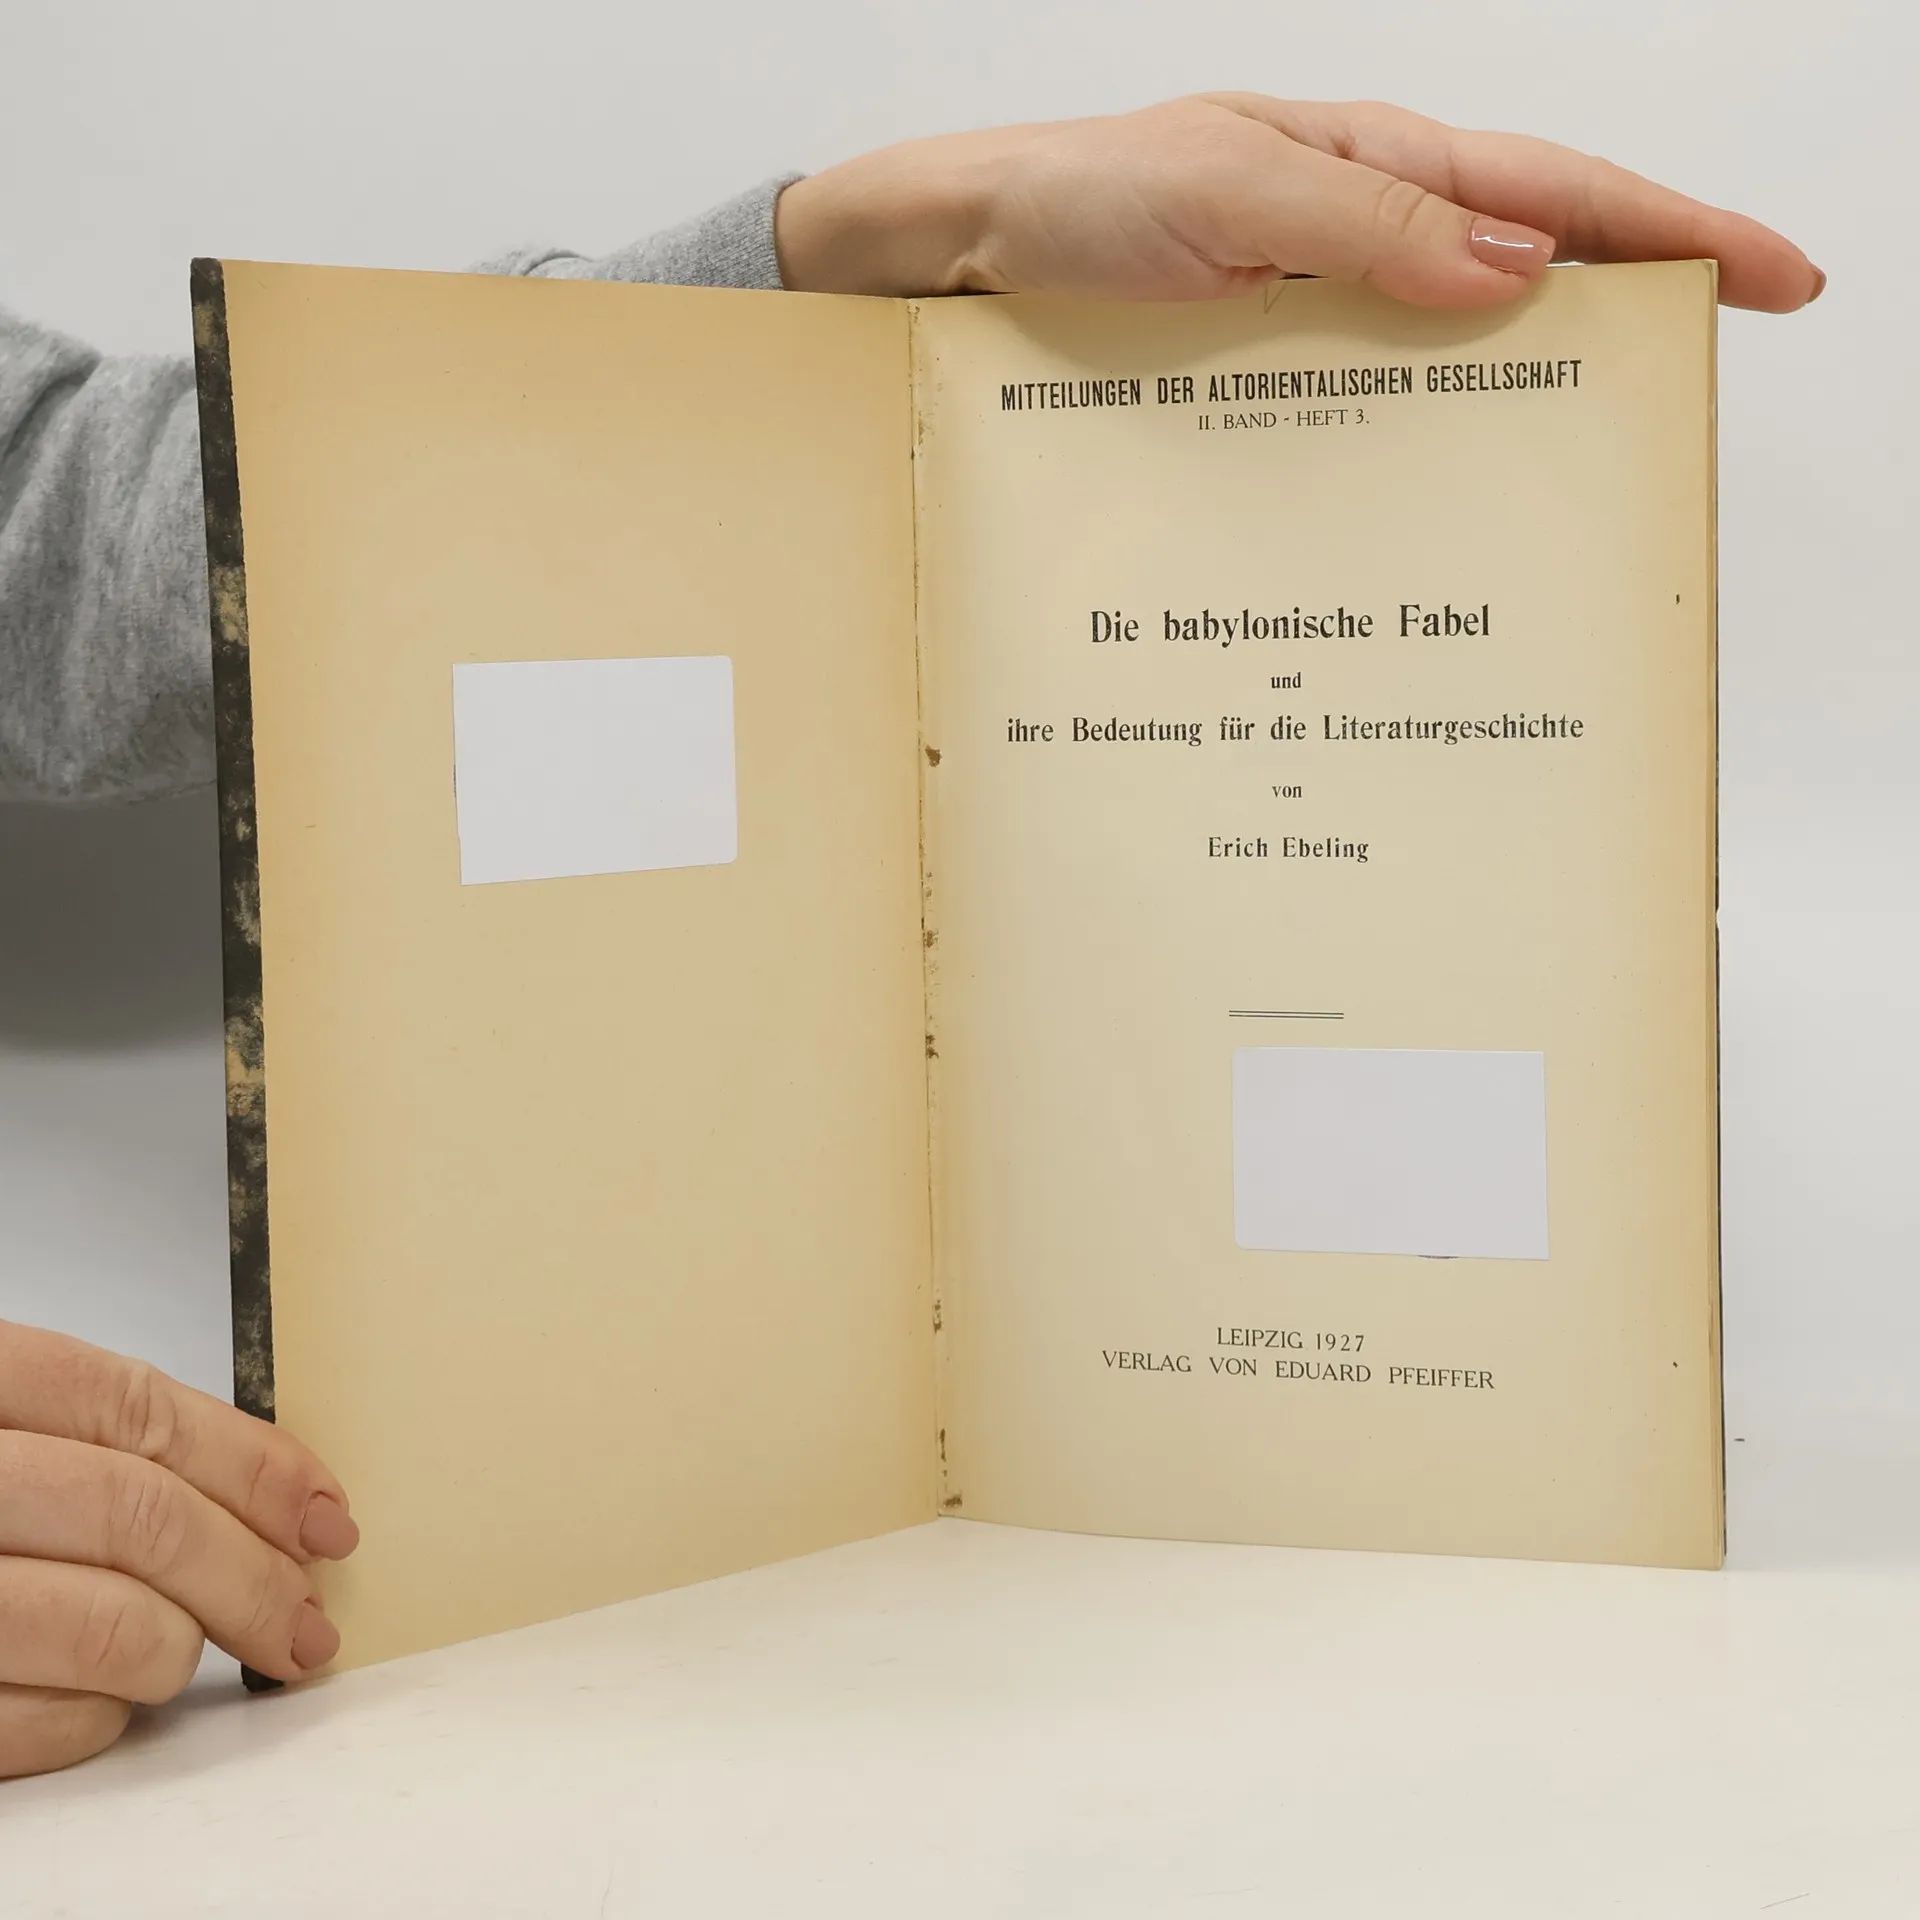 MITTEILUNGEN DER ALTORIENTALISCHEN GESELLSCHAFT
II. BAND - HEFT 3.
Die babylonische Fabel
und
ihre Bedeutung für die Literaturgeschichte
von
Erich Ebeling
LEIPZIG 1927
VERLAG VON EDUARD PFEIFFER